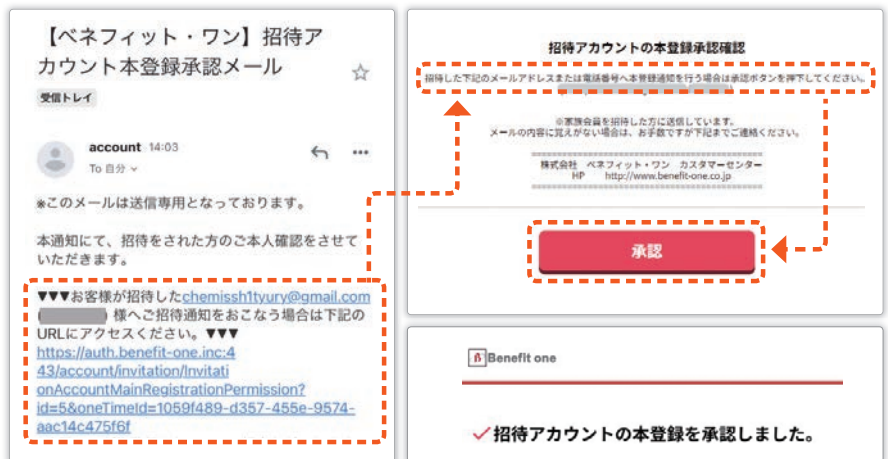 【ベネフィット・ワン】招待ア
カウント本登録承認メール
受信トレイ
account 14:03
To 自分
※このメールは送信専用となっております。
本通知にて、招待をされた方のご本人確認をさせて
いただきます。
▼▼▼お客様が招待したchemissh1tyury@gmail.com
( ) 様へご招待通知をおこなう場合は下記の
URLにアクセスください。▼▼▼
https://auth.benefit-one.inc:4
43/account/invitation/Invitati
onAccountMainRegistrationPermission?
id=5&oneTimeId=1059f489-d357-455e-9574-
aac14c475f6f
招待アカウントの本登録承認確認
招待した下記のメールアドレスまたは電話番号へ本登録通知を行う場合は承認ボタンを押下してください。
※家族会員を招待した方に送信しています。
メールの内容に覚えがない場合は、お手数ですが下記までご連絡ください。
株式会社 ベネフィット・ワン カスタマーセンター
HP http://www.benefit-one.co.jp
承認
Benefit one
✓招待アカウントの本登録を承認しました。